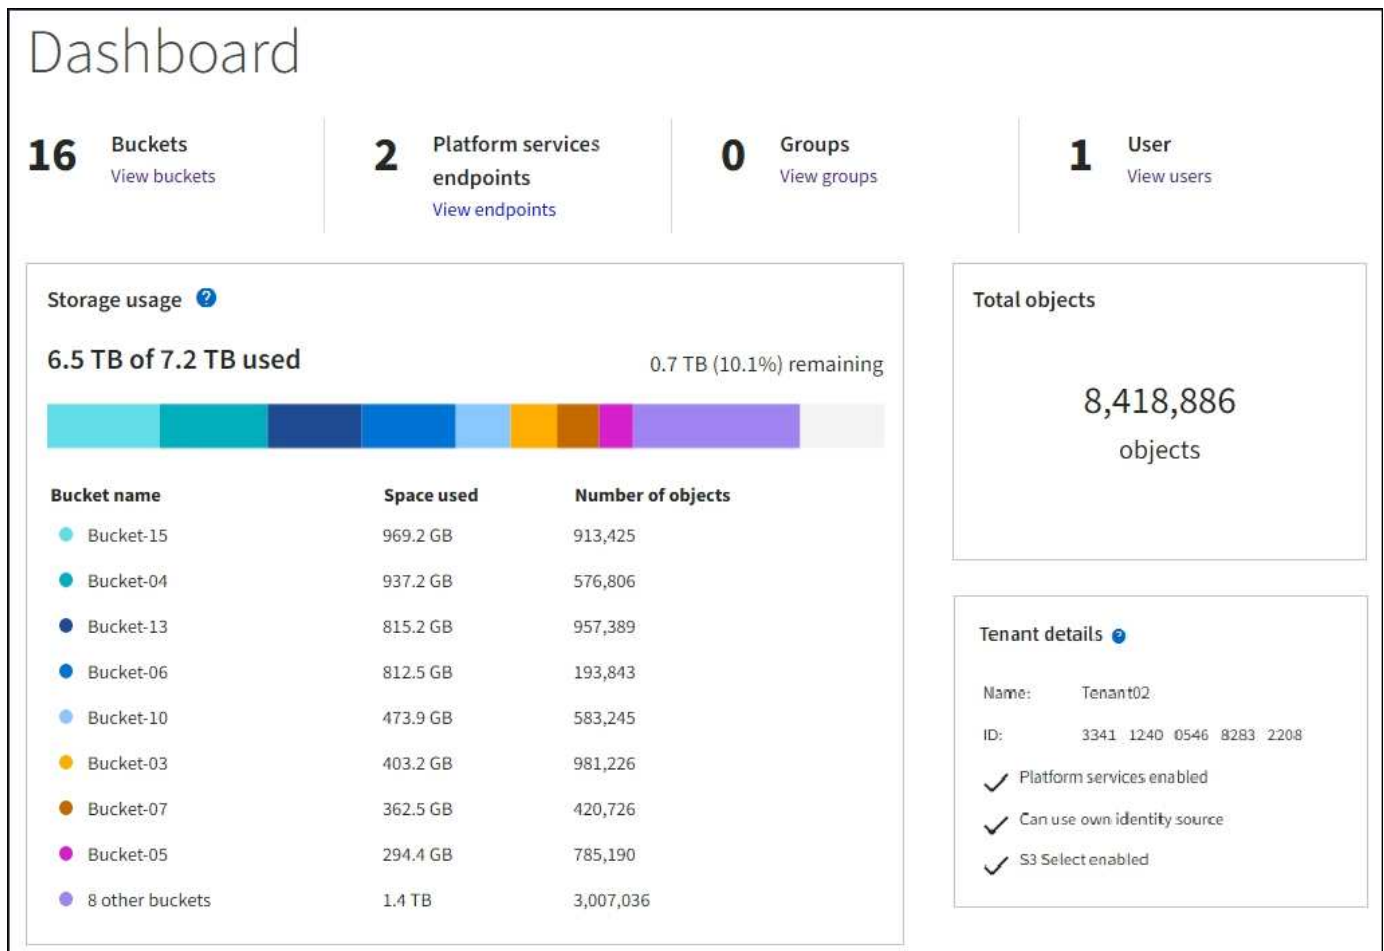 Dashboard
16 Buckets
View buckets
2 Platform services
endpoints
View endpoints
0 Groups
View groups
1 User
View users
Storage usage ?
6.5 TB of 7.2 TB used
0.7 TB (10.1%) remaining
Bucket name Space used Number of objects
Bucket-15 969.2 GB 913,425
Bucket-04 937.2 GB 576,806
Bucket-13 815.2 GB 957,389
Bucket-06 812.5 GB 193,843
Bucket-10 473.9 GB 583,245
Bucket-03 403.2 GB 981,226
Bucket-07 362.5 GB 420,726
Bucket-05 294.4 GB 785,190
8 other buckets 1.4 TB 3,007,036
Total objects
8,418,886
objects
Tenant details ?
Name: Tenant02
ID: 3341 1240 0546 8283 2208
Platform services enabled
Can use own identity source
S3 Select enabled